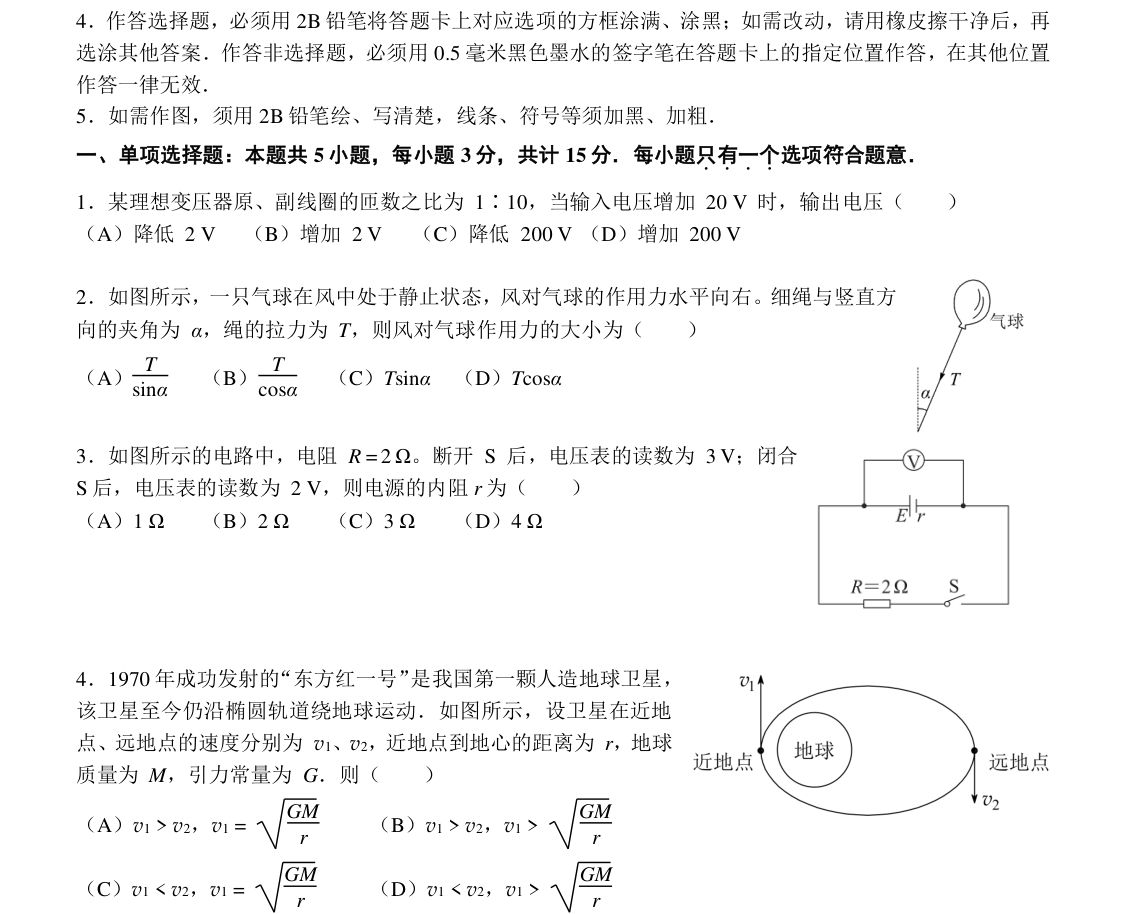 4．作答选择题，必须用 2B 铅笔将答题卡上对应选项的方框涂满、涂黑；如需改动，请用橡皮擦干净后，再
选涂其他答案．作答非选择题，必须用 0.5 毫米黑色墨水的签字笔在答题卡上的指定位置作答，在其他位置
作答一律无效．
5．如需作图，须用 2B 铅笔绘、写清楚，线条、符号等须加黑、加粗．
一、单项选择题：本题共 5 小题，每小题 3 分，共计 15 分．每小题只有一个选项符合题意．
1．某理想变压器原、副线圈的匝数之比为 1∶10，当输入电压增加 20 V 时，输出电压（　　）
（A）降低 2 V （B）增加 2 V （C）降低 200 V （D）增加 200 V
2．如图所示，一只气球在风中处于静止状态，风对气球的作用力水平向右。细绳与竖直方
向的夹角为 α，绳的拉力为 T，则风对气球作用力的大小为（　　）
（A）T/sinα （B）T/cosα （C）Tsinα （D）Tcosα
气球
T
α
3．如图所示的电路中，电阻 R=2 Ω。断开 S 后，电压表的读数为 3 V；闭合
S 后，电压表的读数为 2 V，则电源的内阻 r 为（　　）
（A）1 Ω （B）2 Ω （C）3 Ω （D）4 Ω
V
E r
R=2Ω S
4．1970 年成功发射的“东方红一号”是我国第一颗人造地球卫星，
该卫星至今仍沿椭圆轨道绕地球运动．如图所示，设卫星在近地
点、远地点的速度分别为 v1、v2，近地点到地心的距离为 r，地球
质量为 M，引力常量为 G．则（　　）
（A）v1 > v2，v1 = √(GM/r) （B）v1 > v2，v1 > √(GM/r)
（C）v1 < v2，v1 = √(GM/r) （D）v1 < v2，v1 > √(GM/r)
v1
近地点 地球 远地点
v2